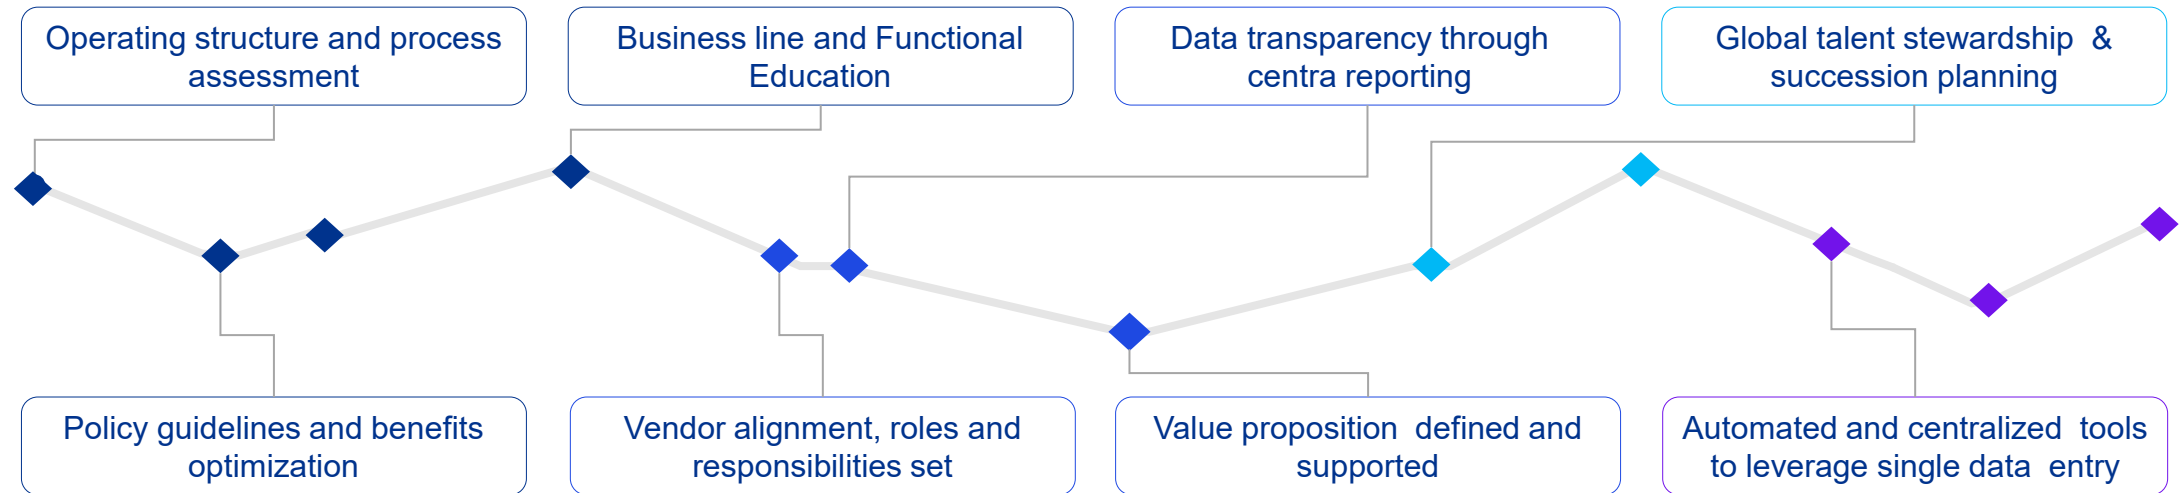 Operating structure and process
assessment
Business line and Functional
Education
Data transparency through
centra reporting
Global talent stewardship  &
succession planning
Policy guidelines and benefits
optimization
Vendor alignment, roles and
responsibilities set
Value proposition  defined and
supported
Automated and centralized  tools
to leverage single data  entry